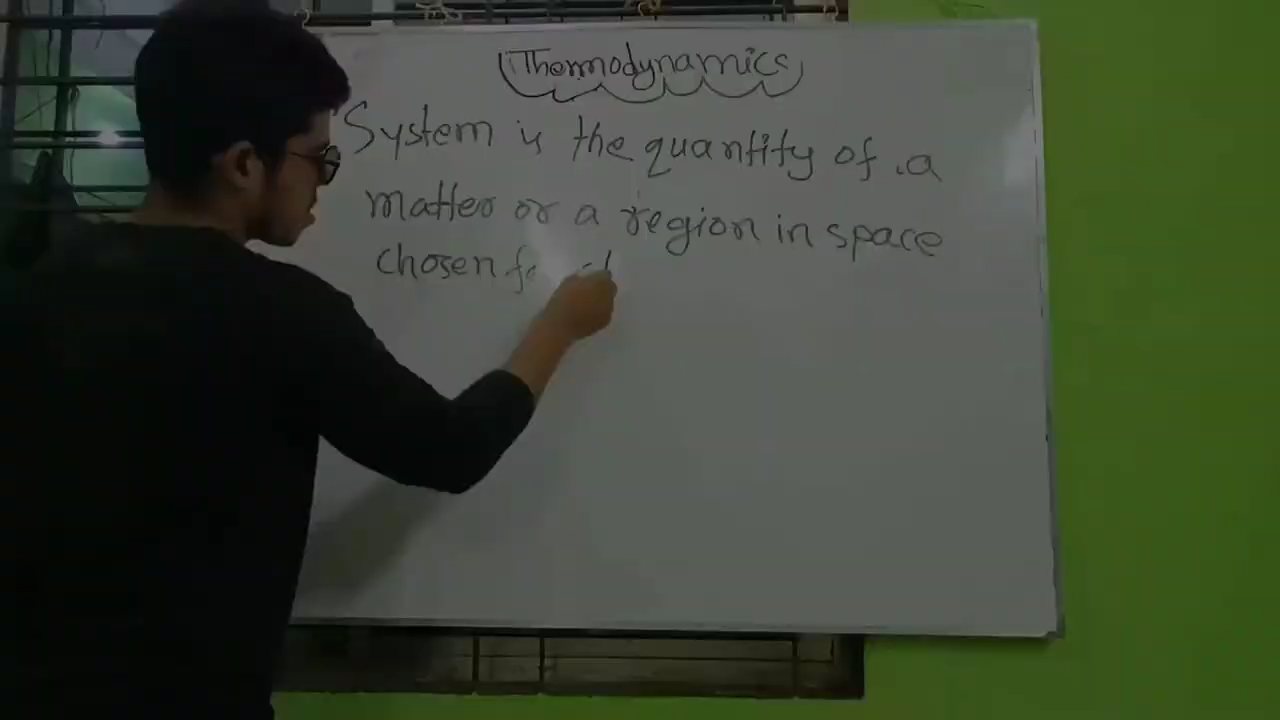 Thermodynamics
System is the quantity of a
matter or a region in space
chosen